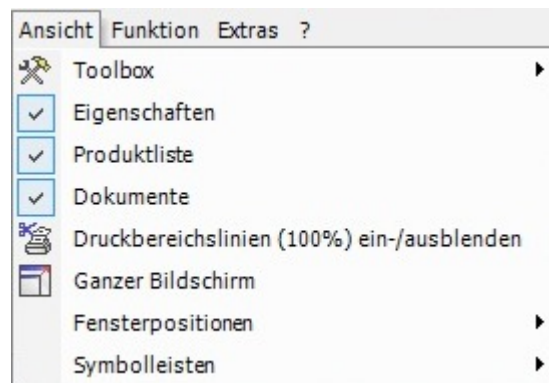 Ansicht Funktion Extras ?
Toolbox
Eigenschaften
Produktliste
Dokumente
Druckbereichslinien (100%) ein-/ausblenden
Ganzer Bildschirm
Fensterpositionen
Symbolleisten